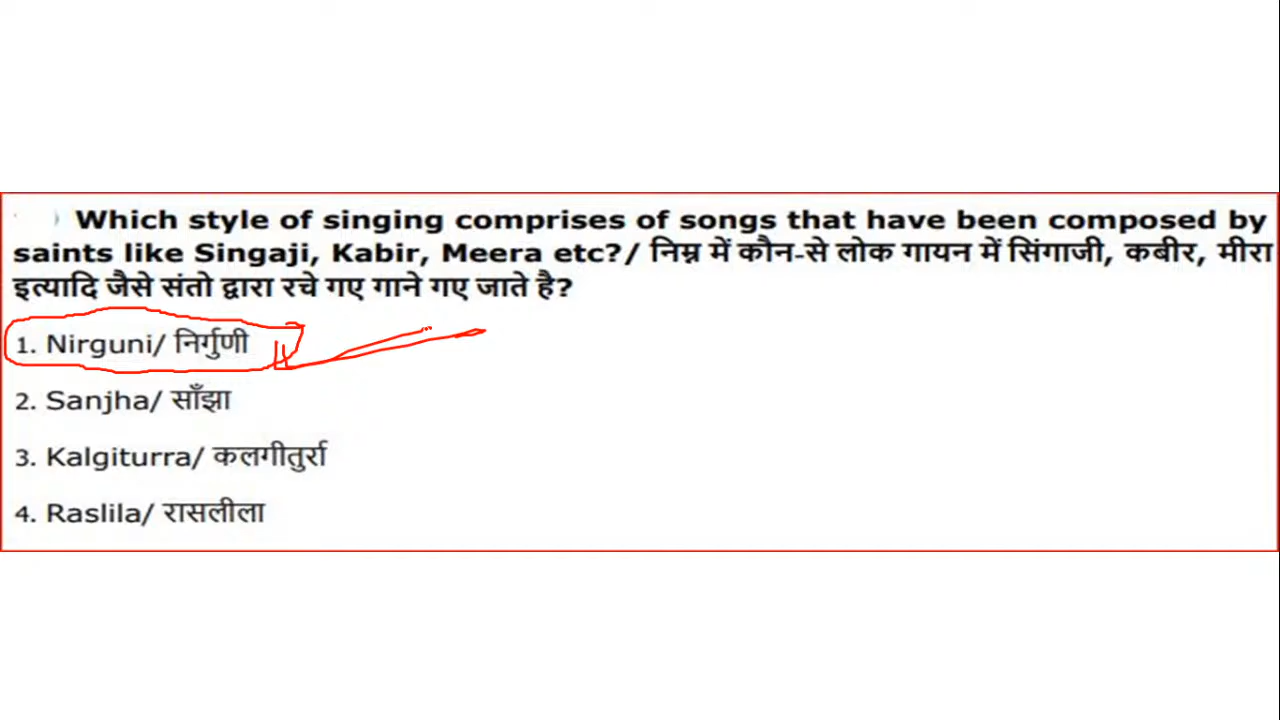 Which style of singing comprises of songs that have been composed by
saints like Singaji, Kabir, Meera etc?/ निम्न में कौन-से लोक गायन में सिंगाजी, कबीर, मीरा
इत्यादि जैसे संतो द्वारा रचे गए गाने गए जाते है?
1. Nirguni/ निर्गुणी
2. Sanjha/ साँझा
3. Kalgiturra/ कलगीतुर्रा
4. Raslila/ रासलीला